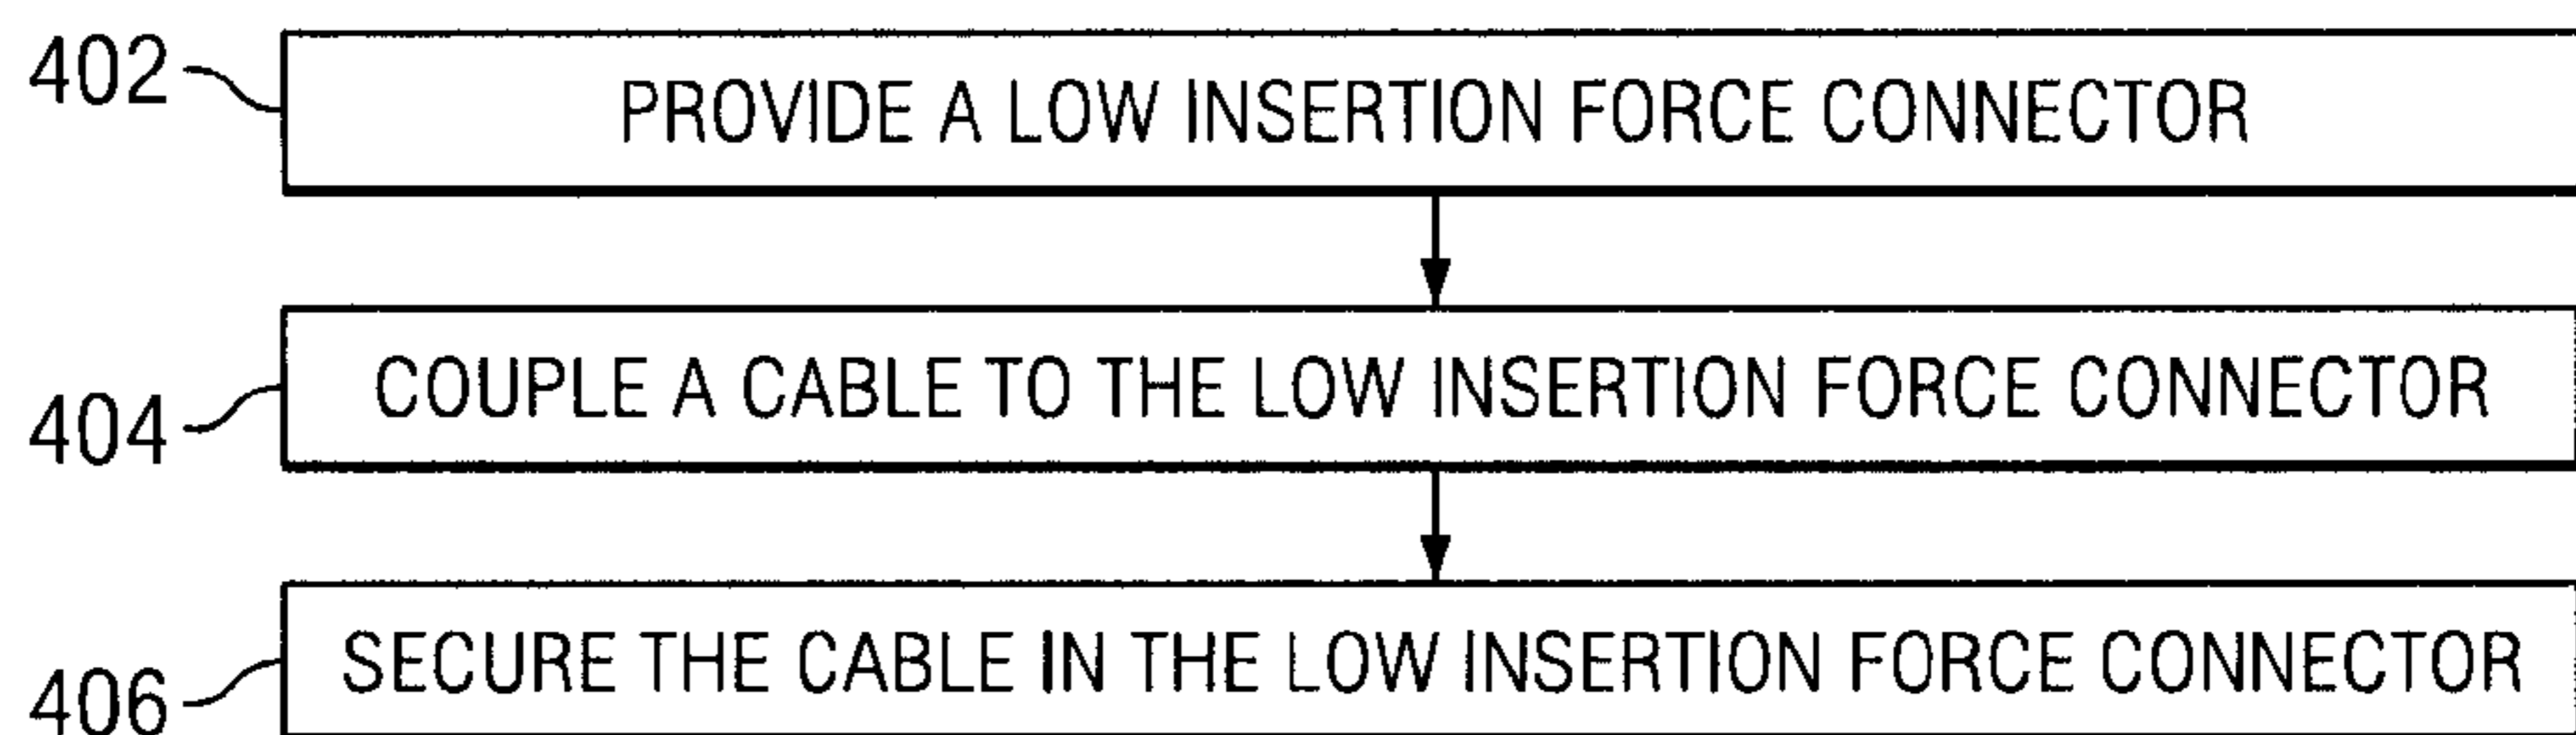 402
PROVIDE A LOW INSERTION FORCE CONNECTOR
404
COUPLE A CABLE TO THE LOW INSERTION FORCE CONNECTOR
406
SECURE THE CABLE IN THE LOW INSERTION FORCE CONNECTOR